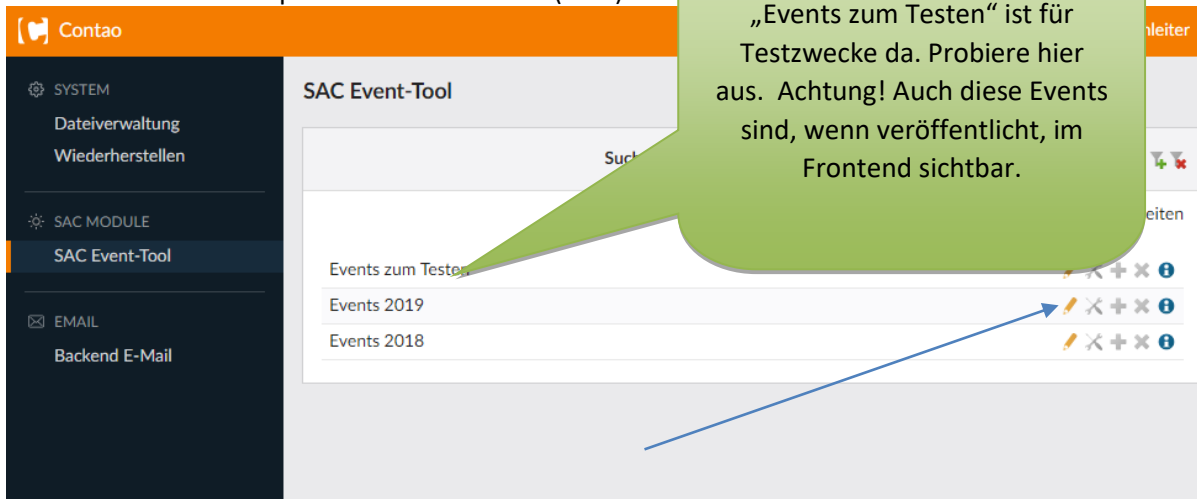 Contao
„Events zum Testen“ ist für
Testzwecke da. Probiere hier
aus. Achtung! Auch diese Events
sind, wenn veröffentlicht, im
Frontend sichtbar.
SYSTEM
Dateiverwaltung
Wiederherstellen
SAC MODULE
SAC Event-Tool
EMAIL
Backend E-Mail
SAC Event-Tool
Events zum Testen
Events 2019
Events 2018